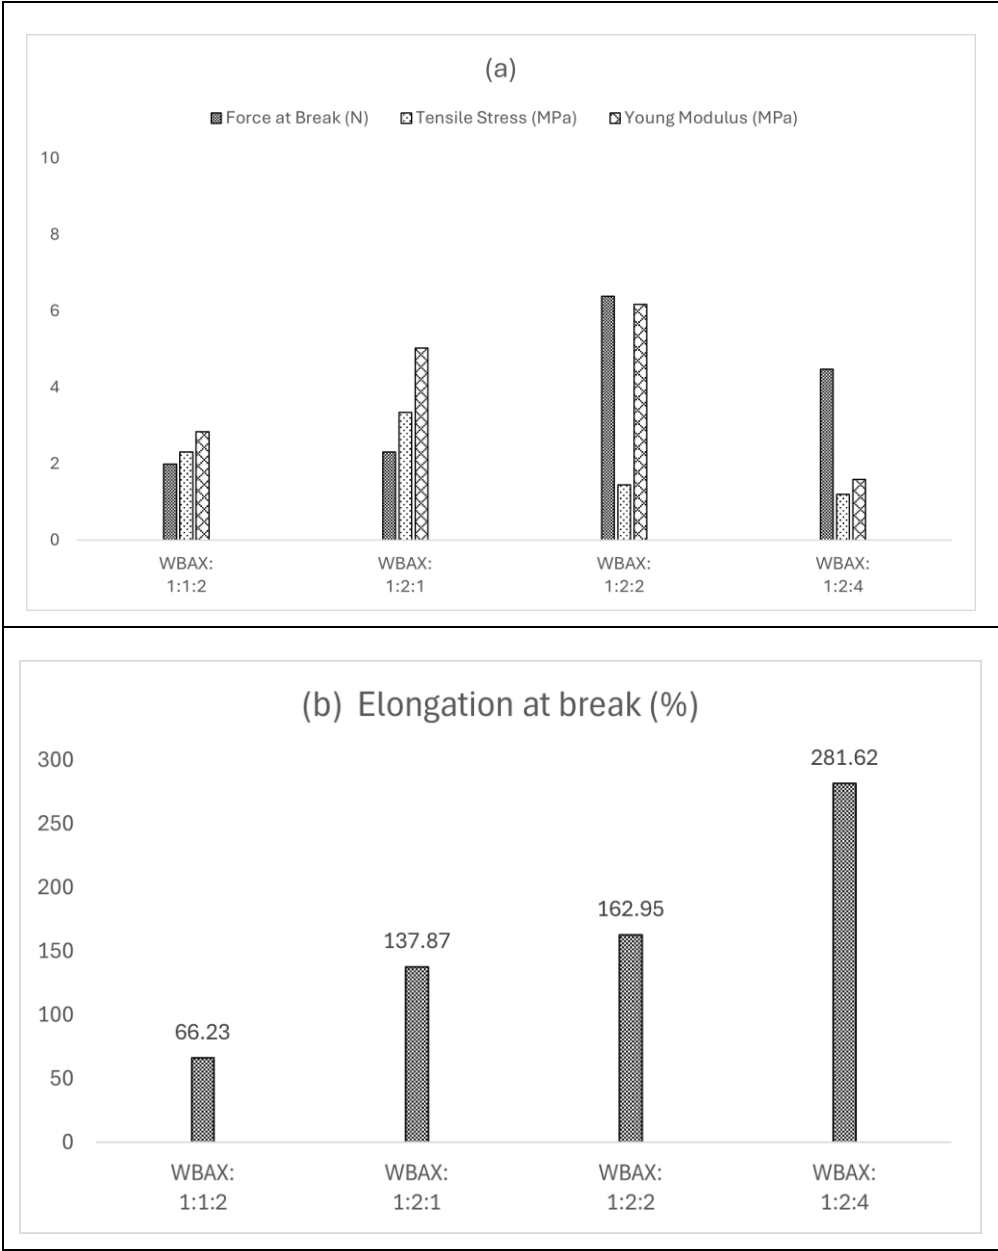 (a)
Force at Break (N) Tensile Stress (MPa) Young Modulus (MPa)
10
8
6
4
2
0
WBAX: WBAX: WBAX: WBAX:
1:1:2 1:2:1 1:2:2 1:2:4
(b) Elongation at break (%)
300
281.62
250
200
162.95
150
137.87
100
66.23
50
0
WBAX: WBAX: WBAX: WBAX:
1:1:2 1:2:1 1:2:2 1:2:4